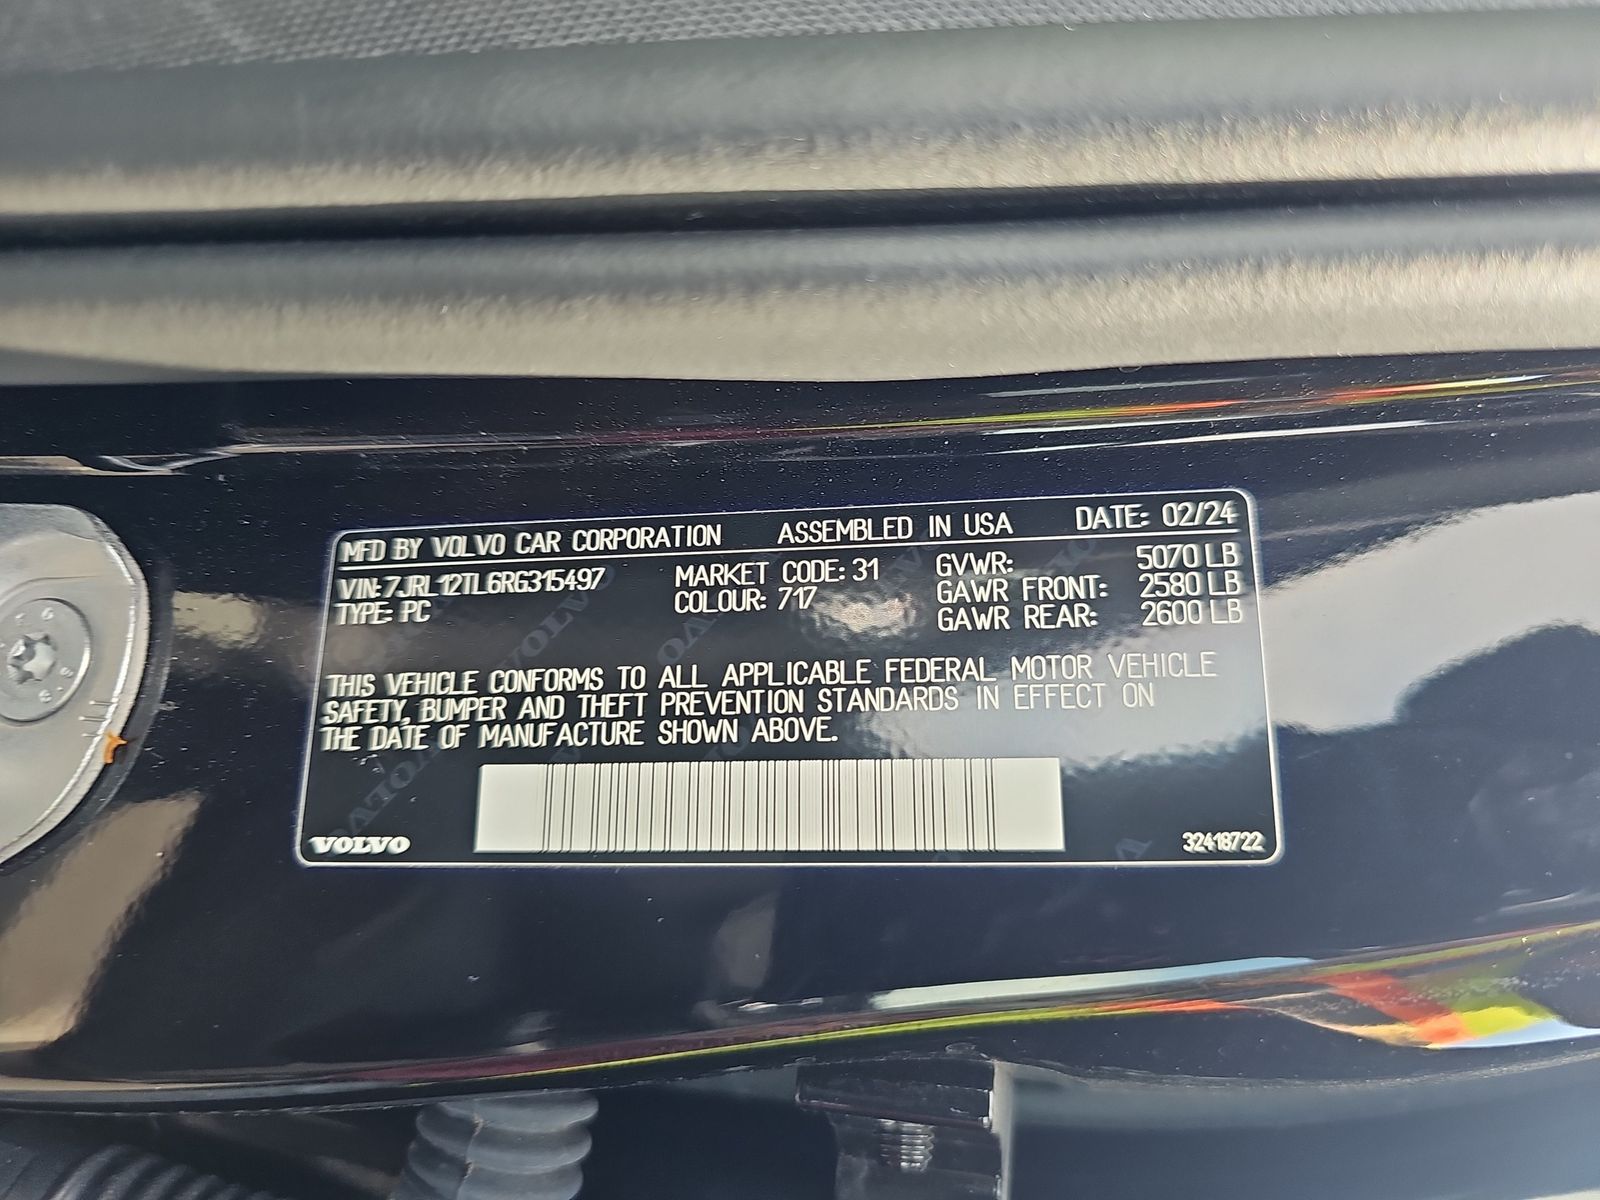 MFD BY VOLVO CAR CORPORATION ASSEMBLED IN USA DATE: 02/24
VIN: 7JRL12TL6RG315497 MARKET CODE: 31 GVWR: 5070 LB
TYPE: PC COLOUR: 717 GAWR FRONT: 2580 LB
GAWR REAR: 2600 LB
THIS VEHICLE CONFORMS TO ALL APPLICABLE FEDERAL MOTOR VEHICLE
SAFETY, BUMPER AND THEFT PREVENTION STANDARDS IN EFFECT ON
THE DATE OF MANUFACTURE SHOWN ABOVE.
VOLVO 32418722